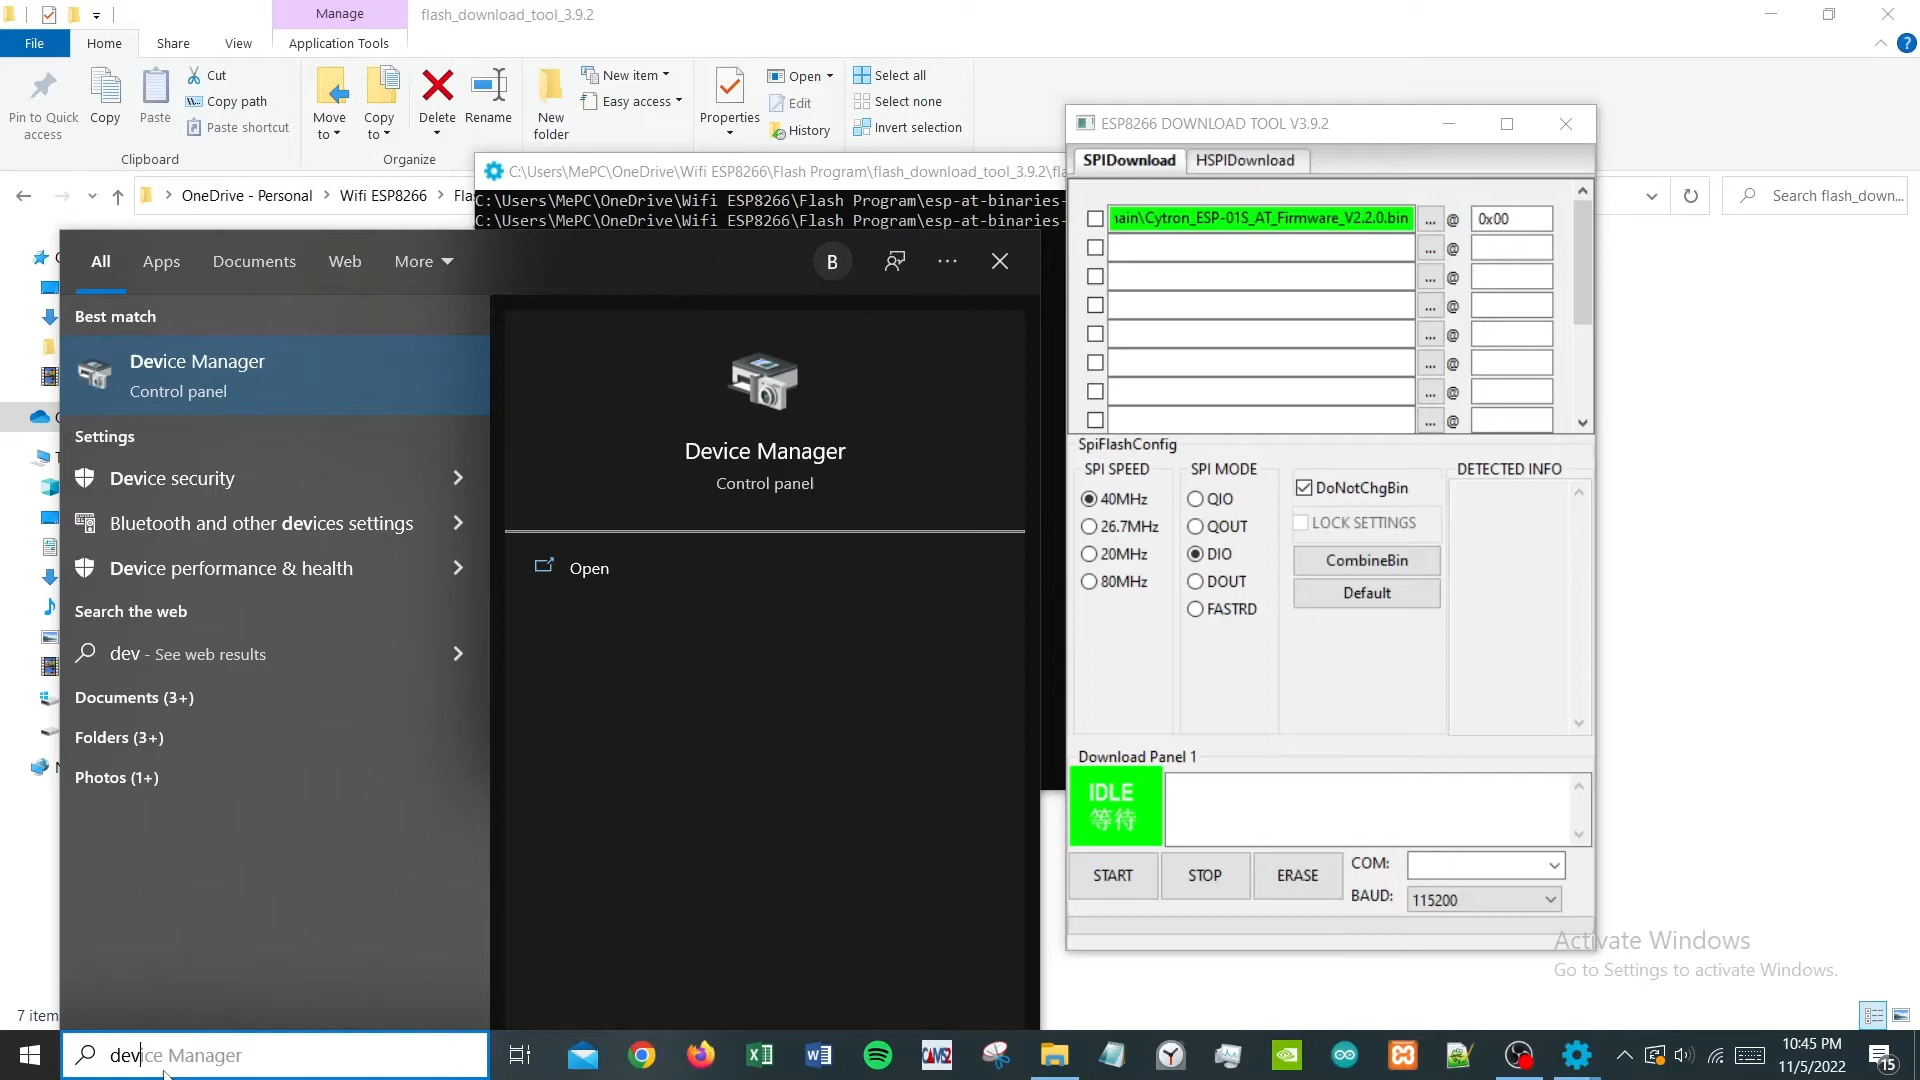 Manage
flash_download_tool_3.9.2
File
Home
Share
View
Application Tools
Pin to Quick access
Copy
Paste
Cut
Copy path
Paste shortcut
Clipboard
Move to
Copy to
Delete
Rename
Organize
New folder
New item
Easy access
Properties
Open
Edit
History
Select all
Select none
Invert selection
OneDrive - Personal
Wifi ESP8266
Search flash_down...
C:\Users\MePC\OneDrive\Wifi ESP8266\Flash Program\flash_download_tool_3.9.2\fla
C:\Users\MePC\OneDrive\Wifi ESP8266\Flash Program\esp-at-binaries-
C:\Users\MePC\OneDrive\Wifi ESP8266\Flash Program\esp-at-binaries-
All
Apps
Documents
Web
More
B
Best match
Device Manager
Control panel
Settings
Device security
Bluetooth and other devices settings
Device performance & health
Search the web
dev - See web results
Documents (3+)
Folders (3+)
Photos (1+)
Device Manager
Control panel
Open
ESP8266 DOWNLOAD TOOL V3.9.2
SPIDownload
HSPIDownload
ain\Cytron_ESP-01S_AT_Firmware_V2.2.0.bin ... @ 0x00
... @
... @
... @
... @
... @
... @
... @
SpiFlashConfig
SPI SPEED
40MHz
26.7MHz
20MHz
80MHz
SPI MODE
QIO
QOUT
DIO
DOUT
FASTRD
DoNotChgBin
LOCK SETTINGS
CombineBin
Default
DETECTED INFO
Download Panel 1
IDLE
等待
START
STOP
ERASE
COM:
BAUD:
115200
Activate Windows
Go to Settings to activate Windows.
7 item
device Manager
CAMS2
10:45 PM
11/5/2022
15